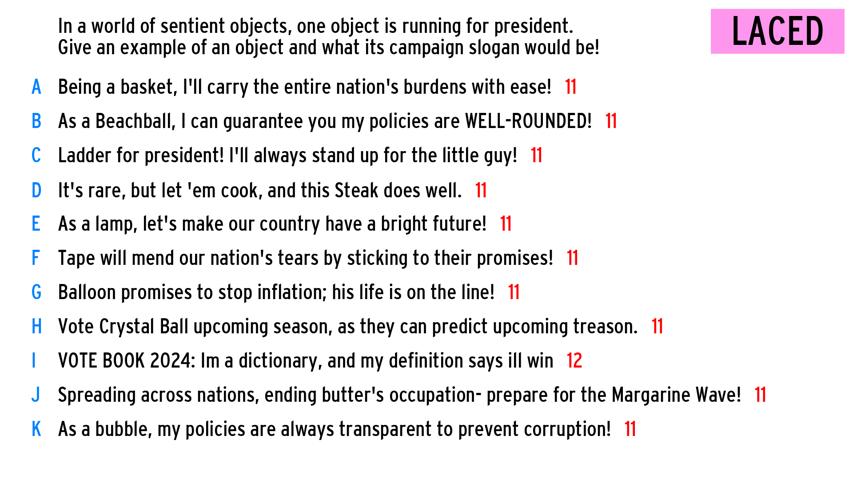 In a world of sentient objects, one object is running for president.
Give an example of an object and what its campaign slogan would be!
LACED
A Being a basket, I'll carry the entire nation's burdens with ease! 11
B As a Beachball, I can guarantee you my policies are WELL-ROUNDED! 11
C Ladder for president! I'll always stand up for the little guy! 11
D It's rare, but let 'em cook, and this Steak does well. 11
E As a lamp, let's make our country have a bright future! 11
F Tape will mend our nation's tears by sticking to their promises! 11
G Balloon promises to stop inflation; his life is on the line! 11
H Vote Crystal Ball upcoming season, as they can predict upcoming treason. 11
I VOTE BOOK 2024: Im a dictionary, and my definition says ill win 12
J Spreading across nations, ending butter's occupation- prepare for the Margarine Wave! 11
K As a bubble, my policies are always transparent to prevent corruption! 11